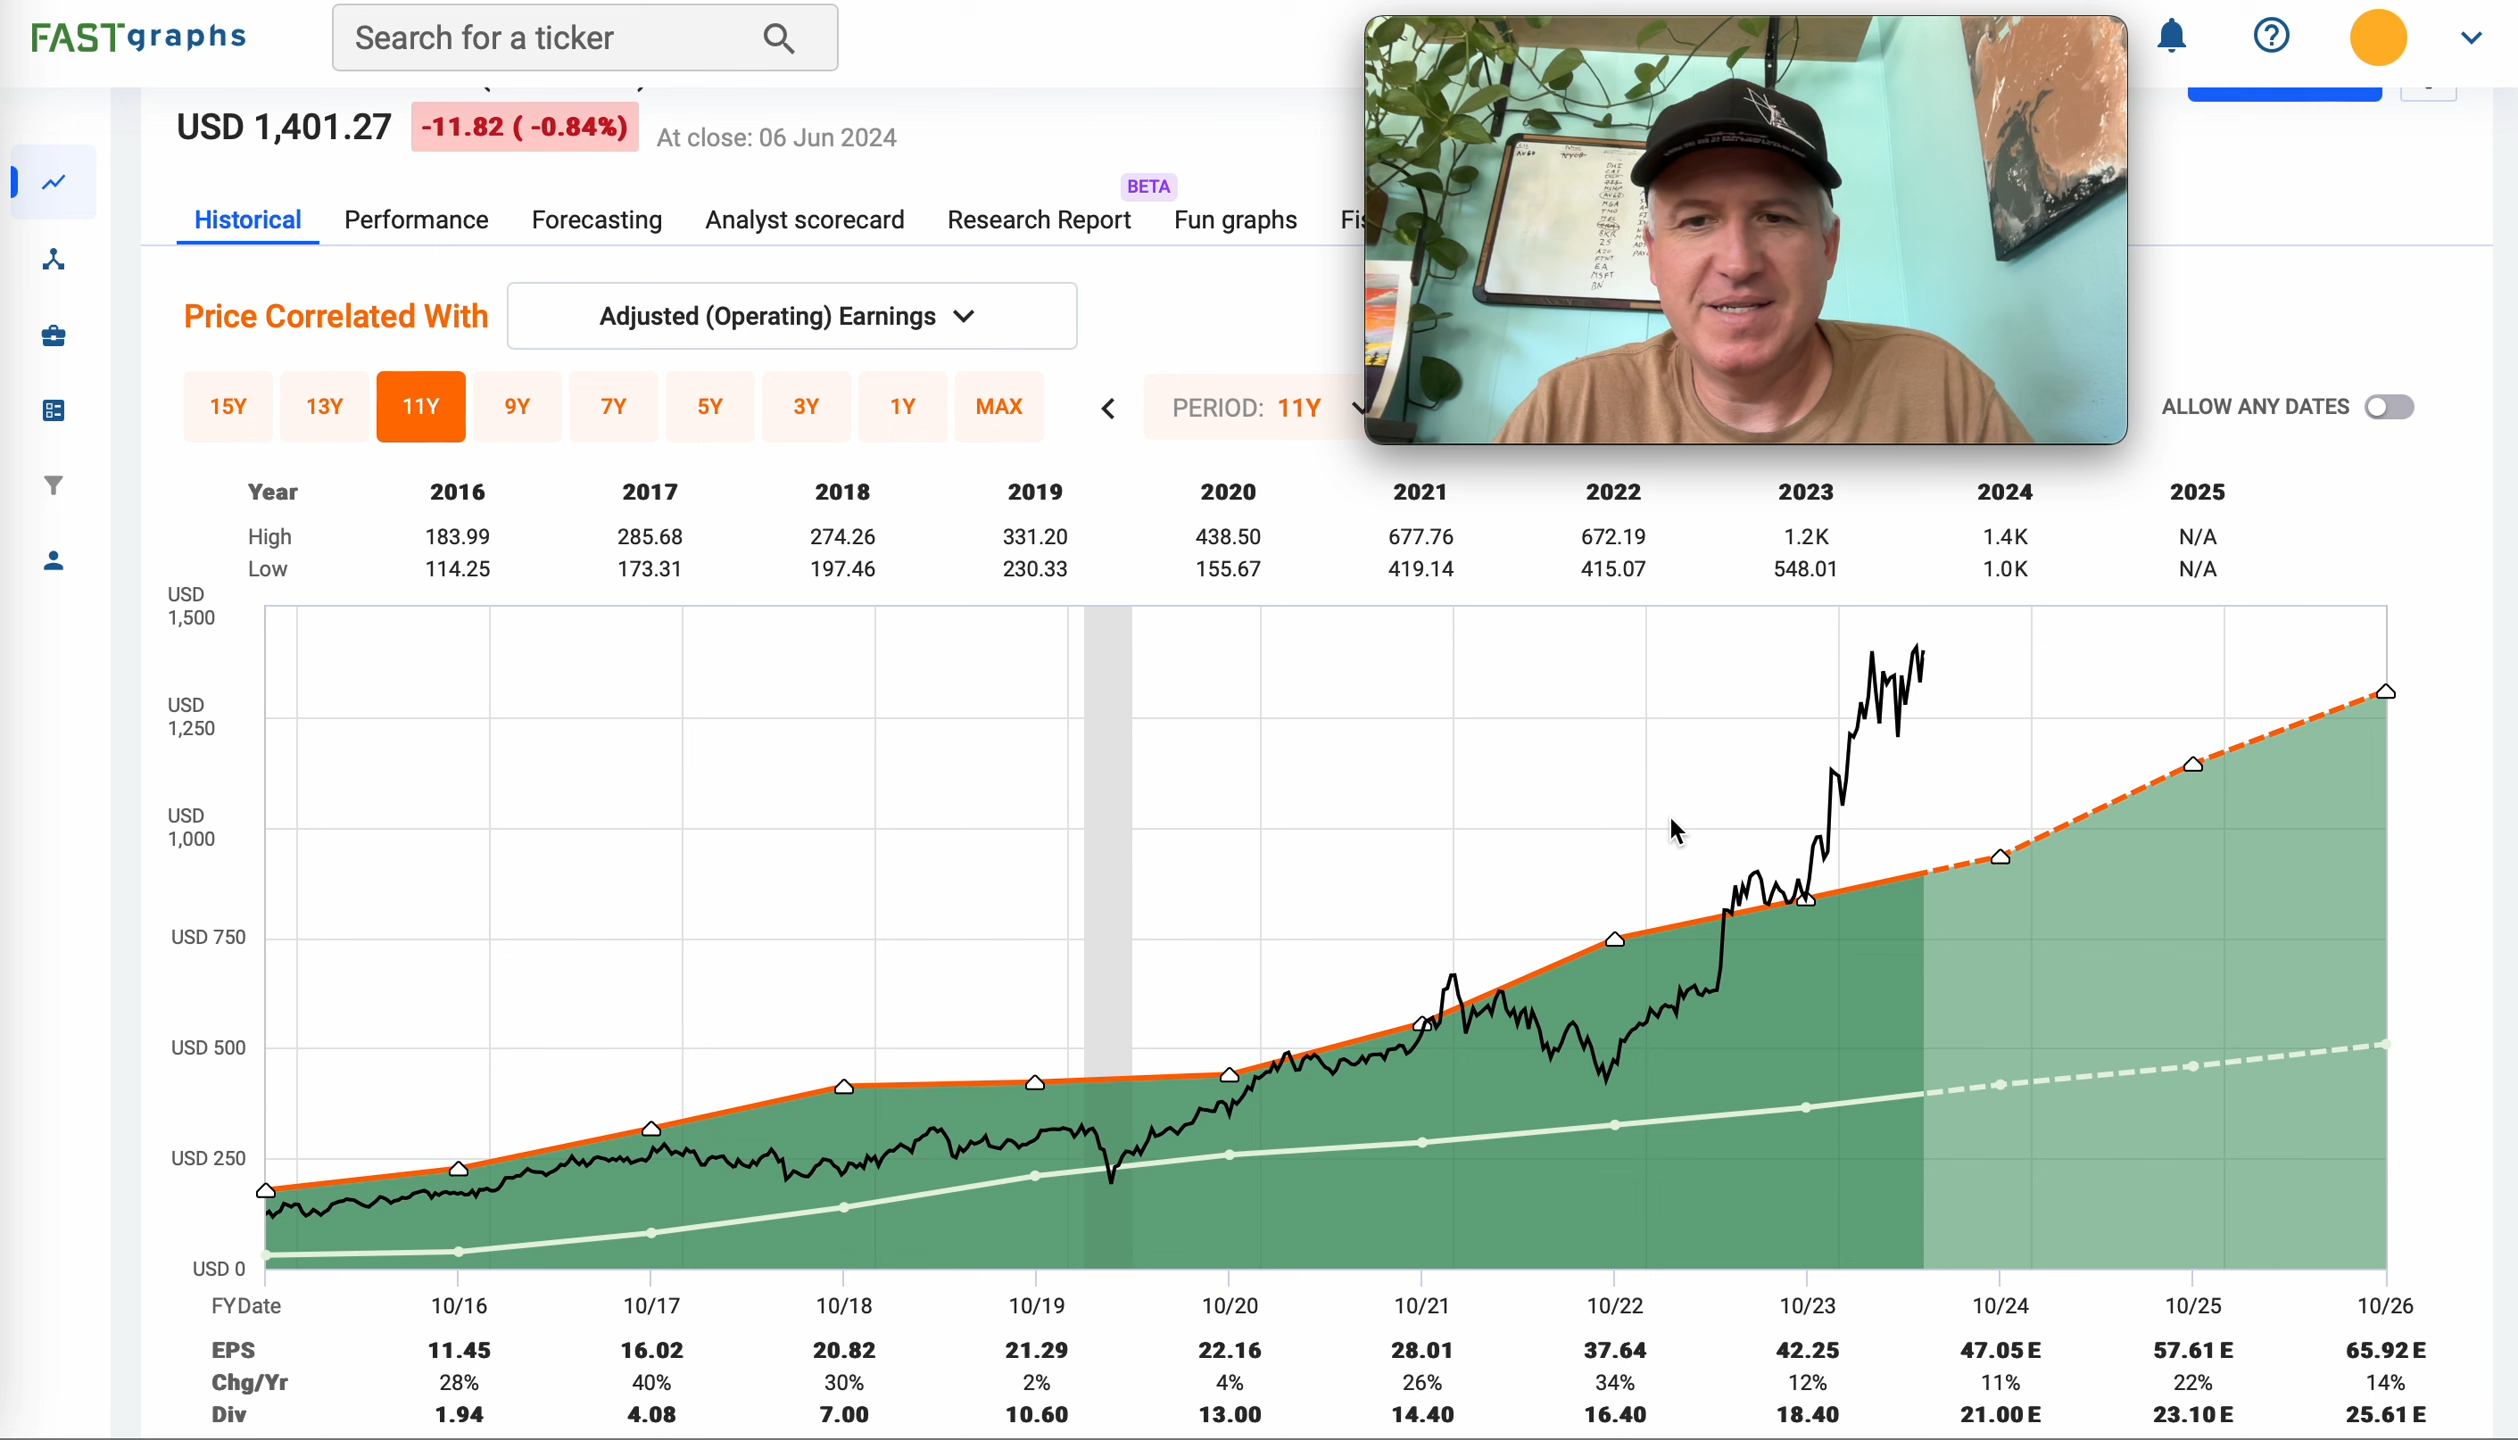 FASTgraphs
Search for a ticker
USD 1,401.27
-11.82 ( -0.84%)
At close: 06 Jun 2024
BETA
Historical Performance Forecasting Analyst scorecard Research Report Fun graphs
Price Correlated With
Adjusted (Operating) Earnings
15Y 13Y 11Y 9Y 7Y 5Y 3Y 1Y MAX PERIOD: 11Y ALLOW ANY DATES
Year 2016 2017 2018 2019 2020 2021 2022 2023 2024 2025
High 183.99 285.68 274.26 331.20 438.50 677.76 672.19 1.2K 1.4K N/A
Low 114.25 173.31 197.46 230.33 155.67 419.14 415.07 548.01 1.0K N/A
USD
1,500
USD
1,250
USD
1,000
USD 750
USD 500
USD 250
USD 0
FYDate 10/16 10/17 10/18 10/19 10/20 10/21 10/22 10/23 10/24 10/25 10/26
EPS 11.45 16.02 20.82 21.29 22.16 28.01 37.64 42.25 47.05 E 57.61 E 65.92 E
Chg/Yr 28% 40% 30% 2% 4% 26% 34% 12% 11% 22% 14%
Div 1.94 4.08 7.00 10.60 13.00 14.40 16.40 18.40 21.00 E 23.10 E 25.61 E
EA
MSFT
BN